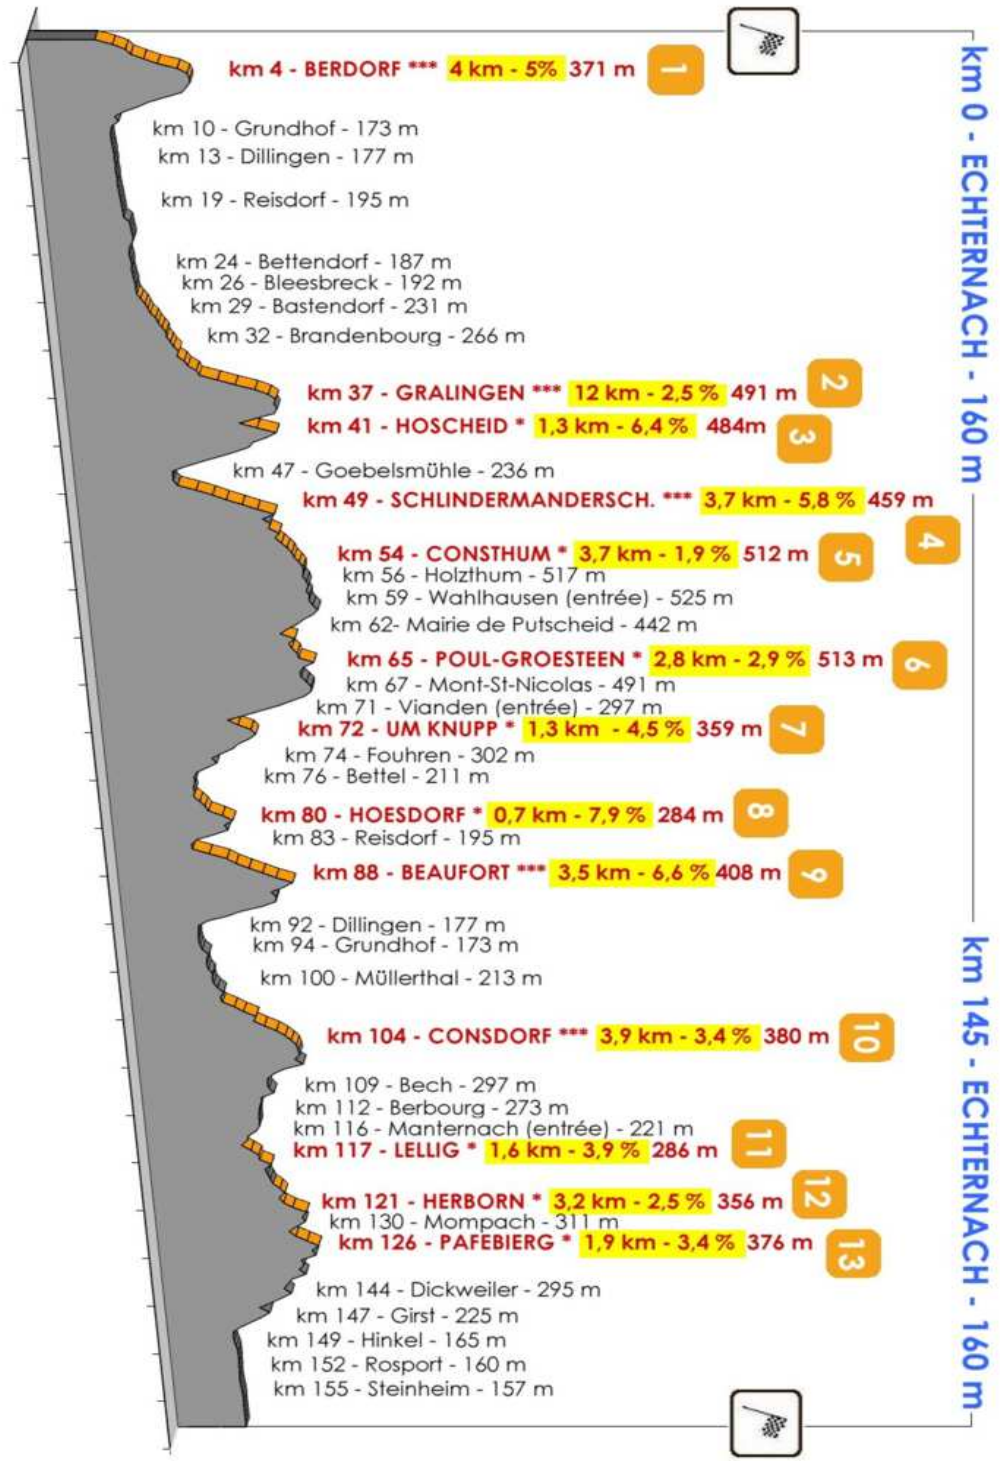 km 0 - ECHTERNACH - 160 m
km 4 - BERDORF *** 4 km - 5% 371 m 1
km 10 - Grundhof - 173 m
km 13 - Dillingen - 177 m
km 19 - Reisdorf - 195 m
km 24 - Bettendorf - 187 m
km 26 - Bleesbreck - 192 m
km 29 - Bastendorf - 231 m
km 32 - Brandenbourg - 266 m
km 37 - GRALINGEN *** 12 km - 2,5 % 491 m 2
km 41 - HOSCHEID * 1,3 km - 6,4 % 484m 3
km 47 - Goebelsmühle - 236 m
km 49 - SCHLINDERMANDERSCH. *** 3,7 km - 5,8 % 459 m 4
km 54 - CONSTHUM * 3,7 km - 1,9 % 512 m 5
km 56 - Holzthum - 517 m
km 59 - Wahlhausen (entrée) - 525 m
km 62- Mairie de Putscheid - 442 m
km 65 - POUL-GROESTEEN * 2,8 km - 2,9 % 513 m 6
km 67 - Mont-St-Nicolas - 491 m
km 71 - Vianden (entrée) - 297 m
km 72 - UM KNUPP * 1,3 km - 4,5 % 359 m 7
km 74 - Fouhren - 302 m
km 76 - Bettel - 211 m
km 80 - HOESDORF * 0,7 km - 7,9 % 284 m 8
km 83 - Reisdorf - 195 m
km 88 - BEAUFORT *** 3,5 km - 6,6 % 408 m 9
km 92 - Dillingen - 177 m
km 94 - Grundhof - 173 m
km 100 - Müllerthal - 213 m
km 104 - CONSDORF *** 3,9 km - 3,4 % 380 m 10
km 109 - Bech - 297 m
km 112 - Berbourg - 273 m
km 116 - Manternach (entrée) - 221 m
km 117 - LELLIG * 1,6 km - 3,9 % 286 m 11
km 121 - HERBORN * 3,2 km - 2,5 % 356 m 12
km 130 - Mompach - 311 m
km 126 - PAFEBIERG * 1,9 km - 3,4 % 376 m 13
km 144 - Dickweiler - 295 m
km 147 - Girst - 225 m
km 149 - Hinkel - 165 m
km 152 - Rosport - 160 m
km 155 - Steinheim - 157 m
km 145 - ECHTERNACH - 160 m